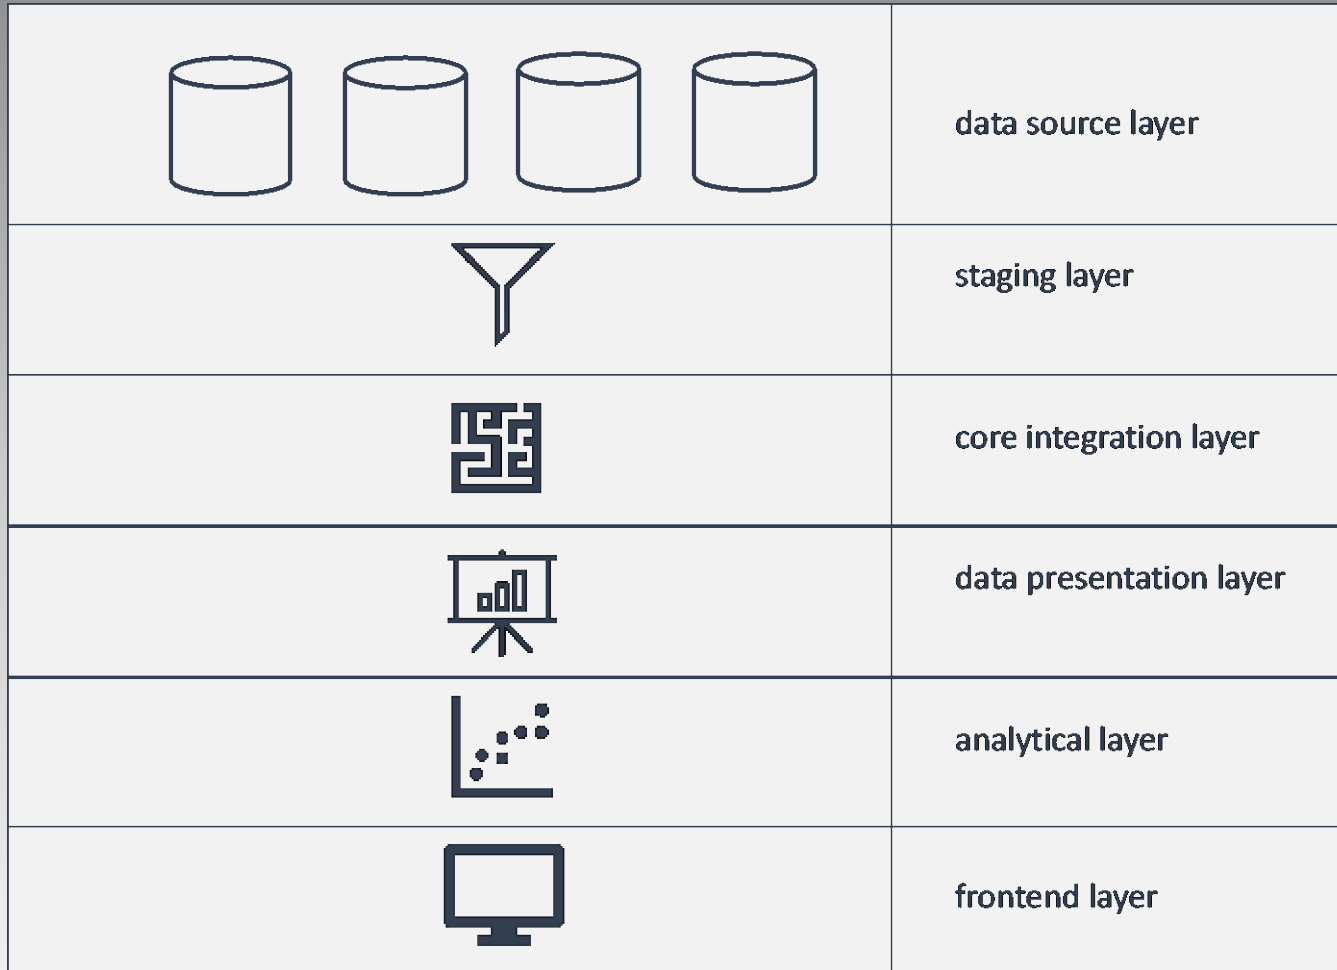 data source layer
staging layer
core integration layer
data presentation layer
analytical layer
frontend layer